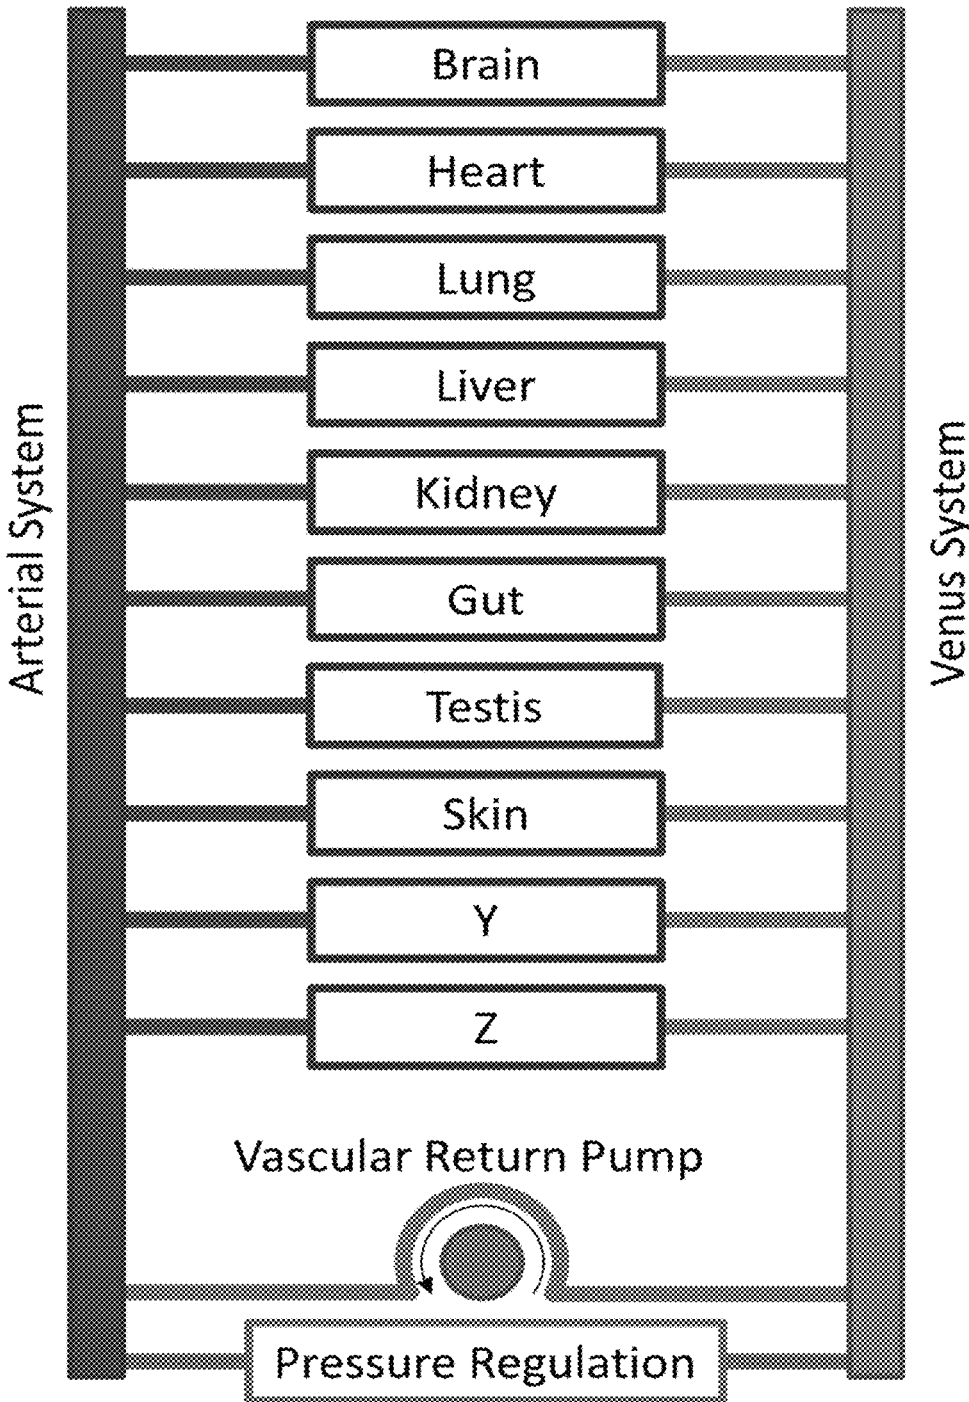 Brain
Heart
Lung
Liver
Kidney
Gut
Testis
Skin
Y
Z
Arterial System
Venus System
Vascular Return Pump
Pressure Regulation